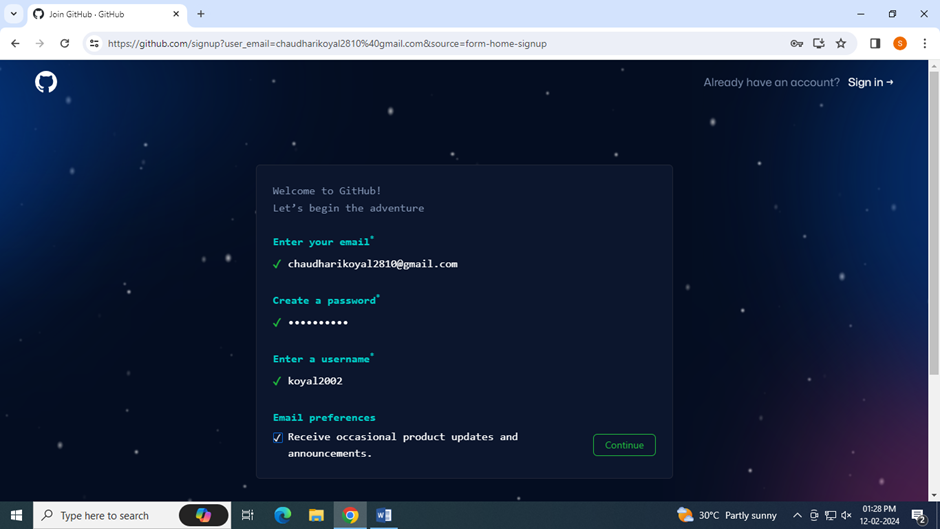 Join GitHub · GitHub
https://github.com/signup?user_email=chaudharikoyal2810%40gmail.com&source=form-home-signup
S
Already have an account? Sign in →
Welcome to GitHub!
Let’s begin the adventure
Enter your email*
✓ chaudharikoyal2810@gmail.com
Create a password*
✓ ••••••••••
Enter a username*
✓ koyal2002
Email preferences
Receive occasional product updates and
announcements.
Continue
Type here to search
30°C Partly sunny
01:28 PM
12-02-2024
2